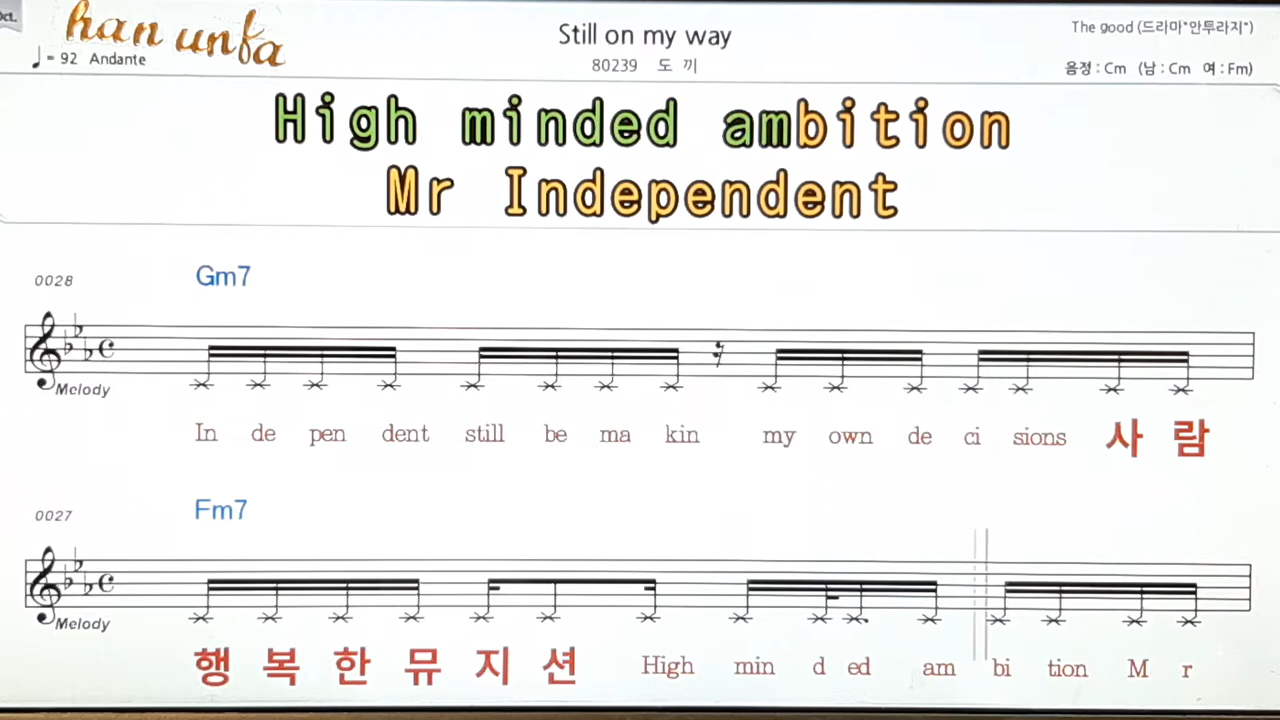 Oct.
han unfa
Still on my way
The good (드라마"안투라지")
♩ = 92 Andante
80239 도 끼
음정 : Cm (남 : Cm 여 : Fm)
High minded ambition
Mr Independent
0028
Gm7
Melody
In de pen dent still be ma kin my own de ci sions 사 람
0027
Fm7
Melody
행 복 한 뮤 지 션 High min d ed am bi tion M r